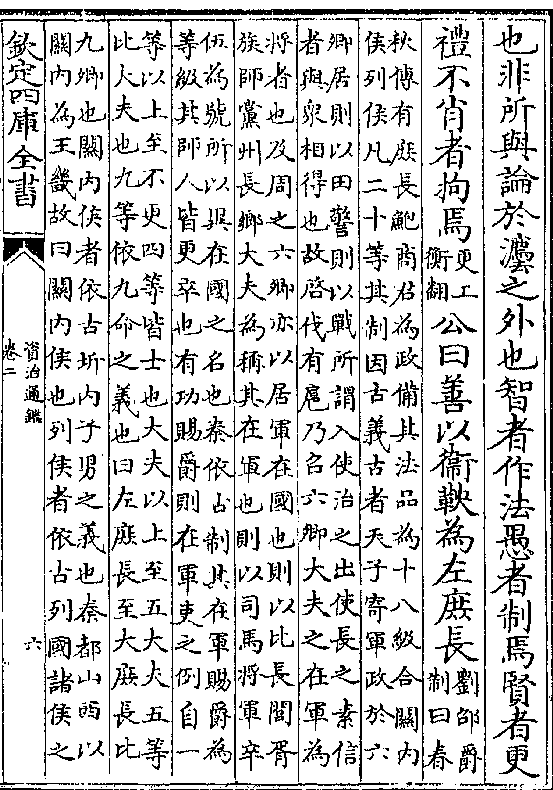 也非所與論於灋之外也智者作法愚者制焉賢者更
禮不肖者拘焉更工衡翻公曰善以衞鞅為左庶長劉邵爵制曰春
秋傳有庶長鮑商君為政備其法品為十八級合關内
侯列侯凡二十等其制因古義古者天子寄軍政於六
卿居則以田警則以戰所謂入使治之出使長之素信
者與衆相得也故啓伐有扈乃召六卿大夫之在軍為
將者也及周之六卿亦以居軍在國也則以比長閭胥
族師黨州長鄉大夫為稱其在軍也則以司馬將軍卒
伍為號所以異在國之名也秦依古制其在軍賜爵為
等級其師人皆更卒也有功賜爵則在軍吏之例自一
等以上至不更四等皆士也大夫以上至五大夫五等
比大夫也九等依九命之義也曰左庶長至大庶長比
九卿也關内侯者依古圻内子男之義也秦都山西以
關内為王畿故曰關内侯也列侯者依古列國諸侯之
欽定四庫全書
資治通鑑
卷二
六